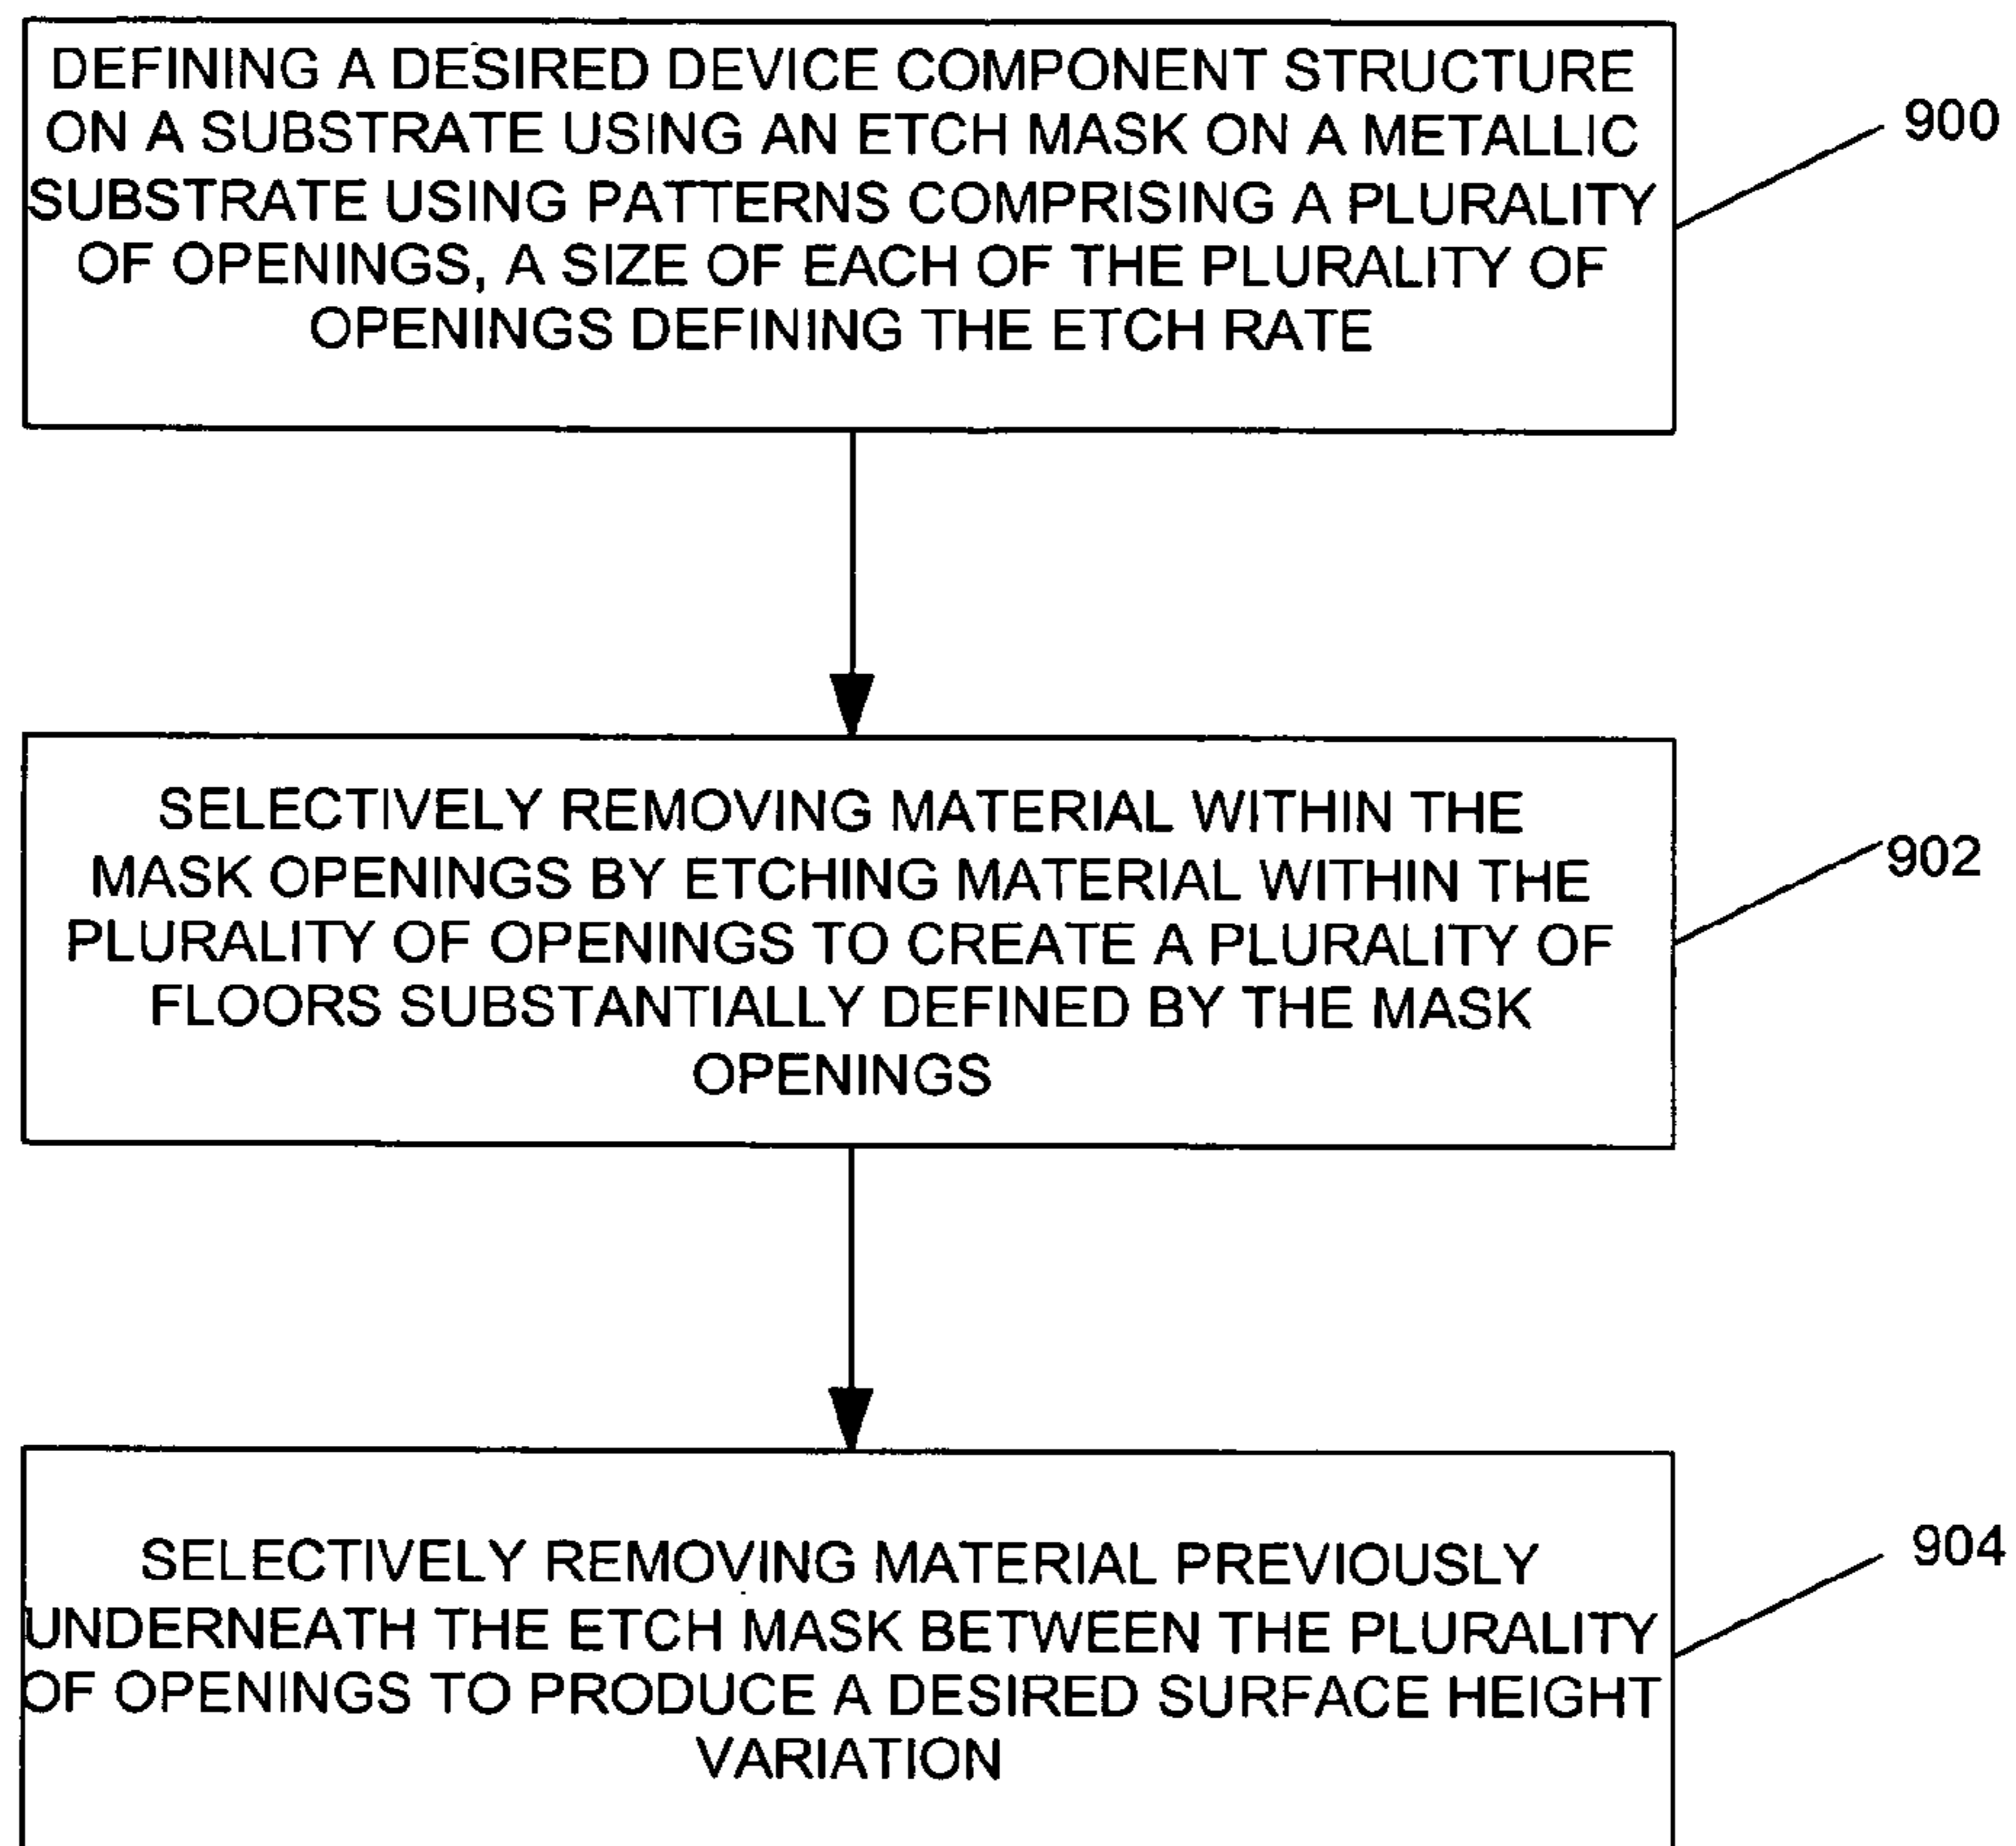 DEFINING A DESIRED DEVICE COMPONENT STRUCTURE
ON A SUBSTRATE USING AN ETCH MASK ON A METALLIC
SUBSTRATE USING PATTERNS COMPRISING A PLURALITY
OF OPENINGS, A SIZE OF EACH OF THE PLURALITY OF
OPENINGS DEFINING THE ETCH RATE
900
SELECTIVELY REMOVING MATERIAL WITHIN THE
MASK OPENINGS BY ETCHING MATERIAL WITHIN THE
PLURALITY OF OPENINGS TO CREATE A PLURALITY OF
FLOORS SUBSTANTIALLY DEFINED BY THE MASK
OPENINGS
902
SELECTIVELY REMOVING MATERIAL PREVIOUSLY
UNDERNEATH THE ETCH MASK BETWEEN THE PLURALITY
OF OPENINGS TO PRODUCE A DESIRED SURFACE HEIGHT
VARIATION
904